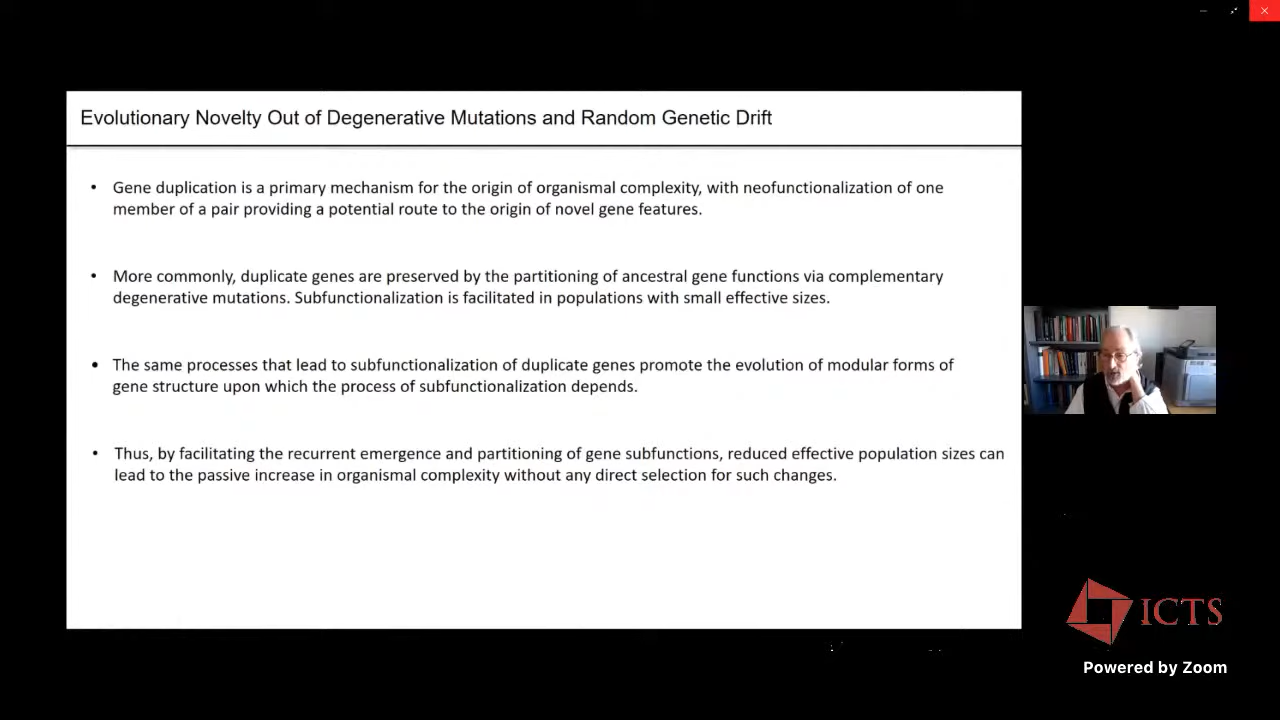 Evolutionary Novelty Out of Degenerative Mutations and Random Genetic Drift
• Gene duplication is a primary mechanism for the origin of organismal complexity, with neofunctionalization of one
member of a pair providing a potential route to the origin of novel gene features.
• More commonly, duplicate genes are preserved by the partitioning of ancestral gene functions via complementary
degenerative mutations. Subfunctionalization is facilitated in populations with small effective sizes.
• The same processes that lead to subfunctionalization of duplicate genes promote the evolution of modular forms of
gene structure upon which the process of subfunctionalization depends.
• Thus, by facilitating the recurrent emergence and partitioning of gene subfunctions, reduced effective population sizes can
lead to the passive increase in organismal complexity without any direct selection for such changes.
ICTS
Powered by Zoom